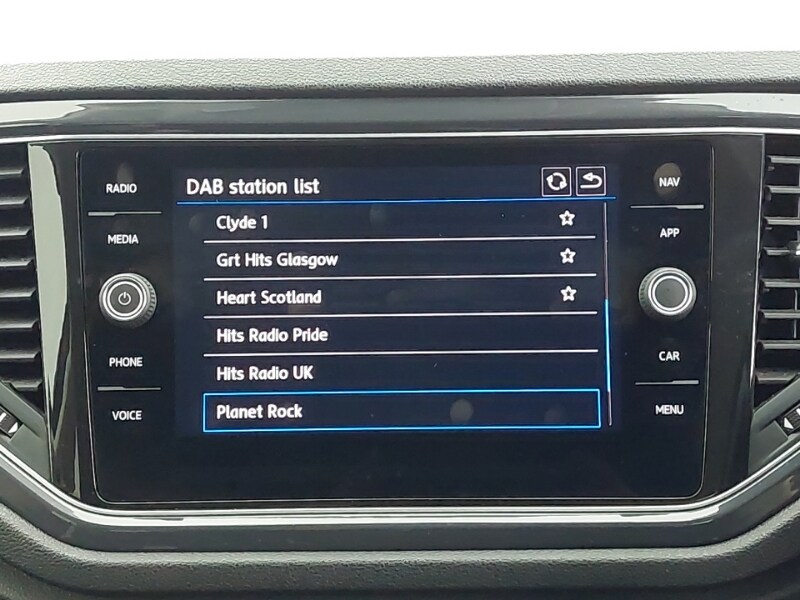 RADIO
MEDIA
PHONE
VOICE
DAB station list
Clyde 1
Grt Hits Glasgow
Heart Scotland
Hits Radio Pride
Hits Radio UK
Planet Rock
NAV
APP
CAR
MENU